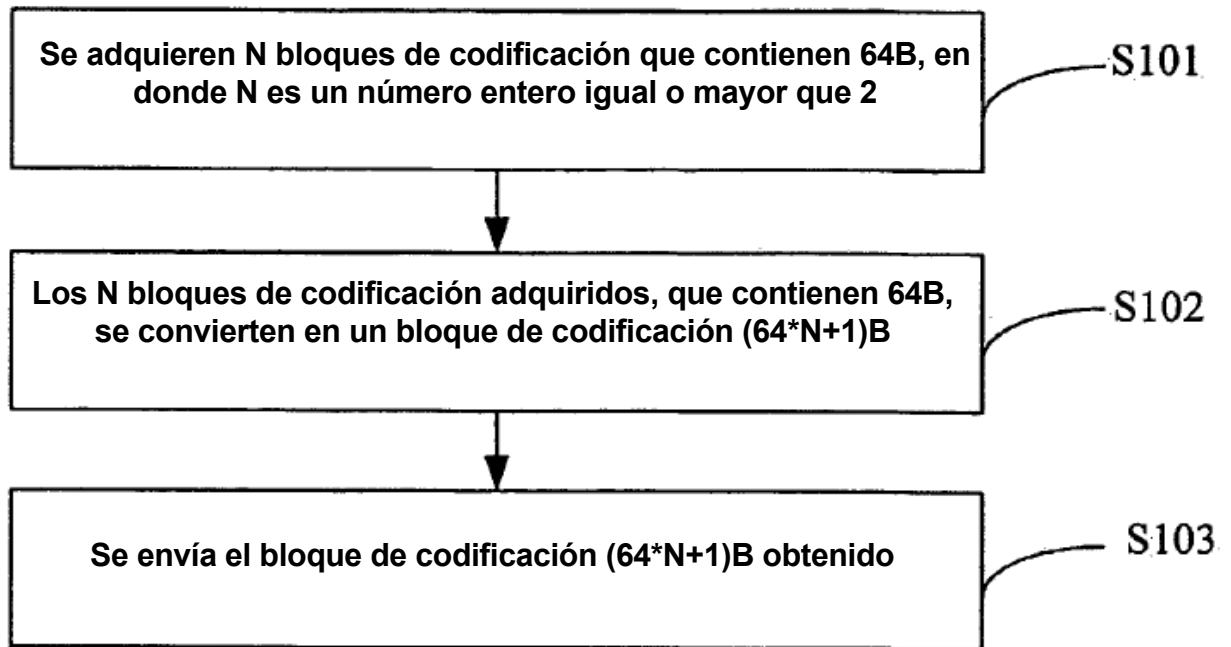 Se adquieren N bloques de codificación que contienen 64B, en
donde N es un número entero igual o mayor que 2
S101
Los N bloques de codificación adquiridos, que contienen 64B,
se convierten en un bloque de codificación (64*N+1)B
S102
Se envía el bloque de codificación (64*N+1)B obtenido
S103